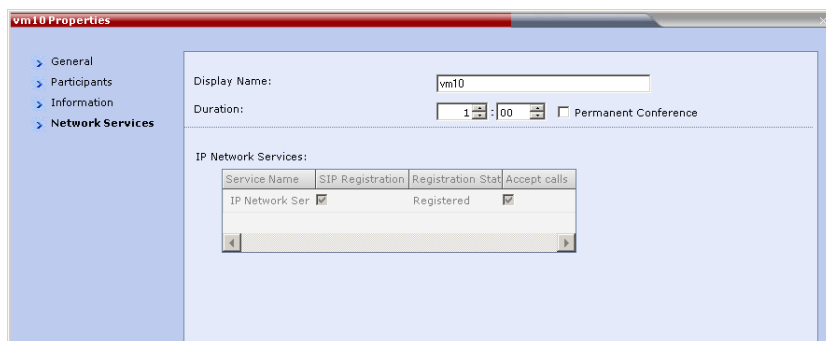 vm10 Properties
General
Participants
Information
Network Services
Display Name: vm10
Duration: 1 : 00 Permanent Conference
IP Network Services:
Service Name SIP Registration Registration Stat Accept calls
IP Network Ser Registered